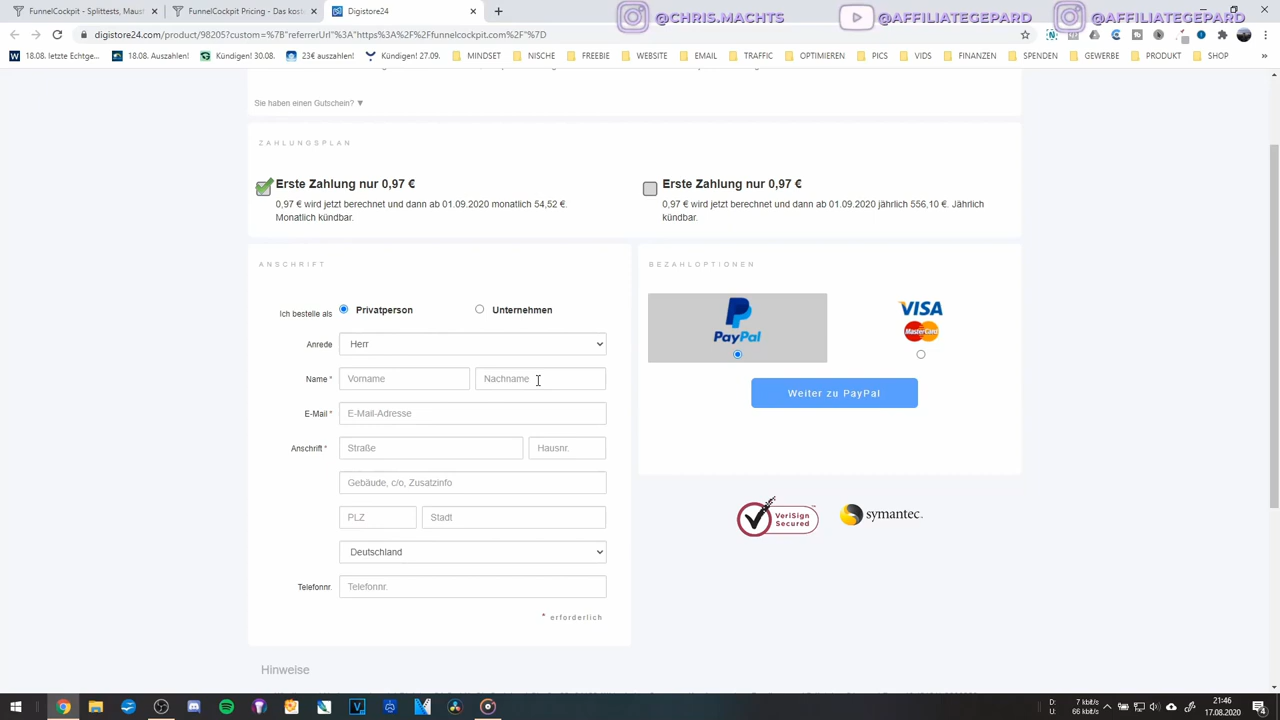 @CHRIS.MACHTS
@AFFILIATEGEPARD
@AFFILIATEGEPARD
FunnelCockpit - Splittests, Maus
FunnelCockpit Pricing - Das kost
Digistore24
digistore24.com/product/98205?custom=%7B"referrerUrl"%3A"https%3A%2F%2Ffunnelcockpit.com%2F"%7D
18.08. letzte Echtge...
18.08. Auszahlen!
Kündigen! 30.08.
23€ auszahlen!
Kündigen! 27.09.
MINDSET
NISCHE
FREEBIE
WEBSITE
EMAIL
TRAFFIC
OPTIMIEREN
PICS
VIDS
FINANZEN
SPENDEN
GEWERBE
PRODUKT
SHOP
Sie haben einen Gutschein? ▼
ZAHLUNGSPLAN
Erste Zahlung nur 0,97 €
0,97 € wird jetzt berechnet und dann ab 01.09.2020 monatlich 54,52 €.
Monatlich kündbar.
Erste Zahlung nur 0,97 €
0,97 € wird jetzt berechnet und dann ab 01.09.2020 jährlich 556,10 €. Jährlich
kündbar.
ANSCHRIFT
Ich bestelle als
Privatperson
Unternehmen
Anrede
Herr
Name *
Vorname
Nachname
E-Mail *
E-Mail-Adresse
Anschrift *
Straße
Hausnr.
Gebäude, c/o, Zusatzinfo
PLZ
Stadt
Deutschland
Telefonnr.
Telefonnr.
* erforderlich
BEZAHLOPTIONEN
PayPal
VISA
MasterCard
Weiter zu PayPal
VeriSign
Secured
symantec.
Hinweise
D: 7 kbit/s
U: 66 kbit/s
21:46
17.08.2020